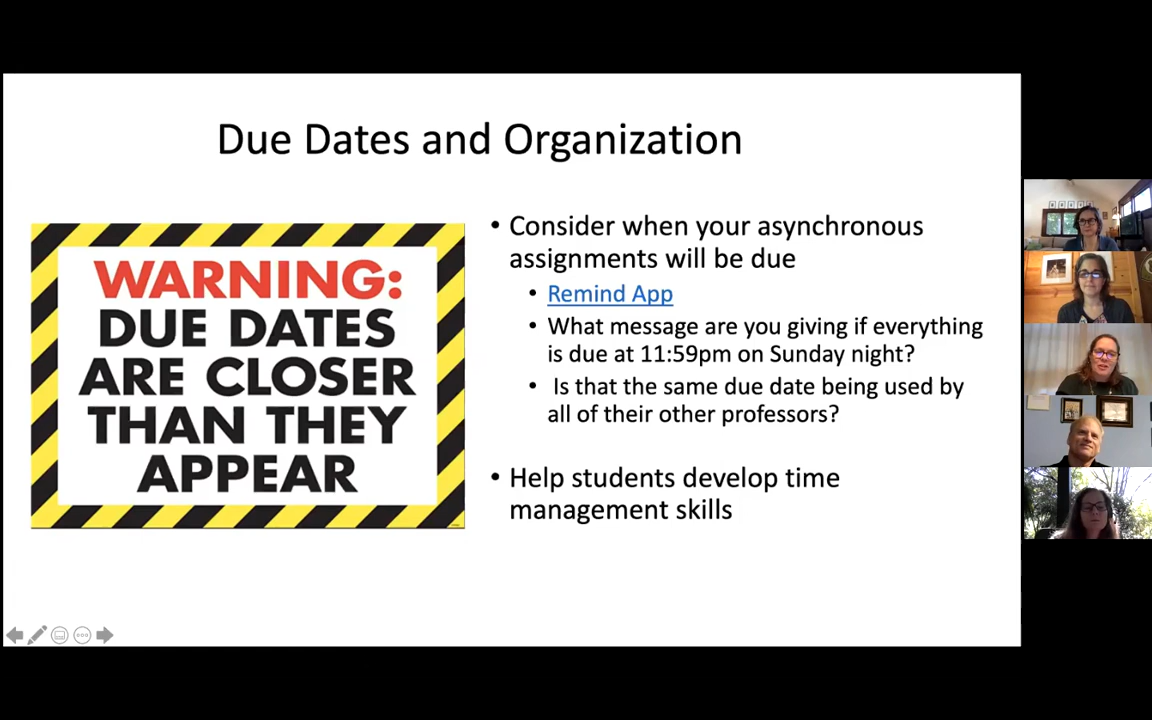 Due Dates and Organization
WARNING:
DUE DATES
ARE CLOSER
THAN THEY
APPEAR
• Consider when your asynchronous
assignments will be due
• Remind App
• What message are you giving if everything
is due at 11:59pm on Sunday night?
• Is that the same due date being used by
all of their other professors?
• Help students develop time
management skills